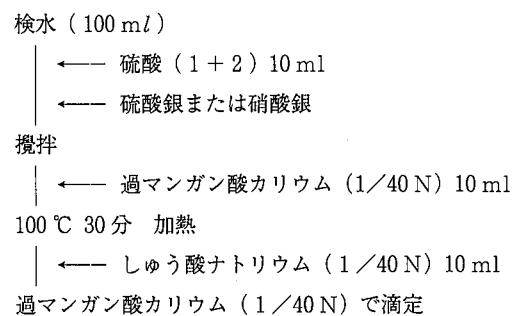 検水（100 ml）
硫酸（1＋2）10 ml
硫酸銀または硝酸銀
攪拌
過マンガン酸カリウム（1／40 N）10 ml
100 ℃ 30分 加熱
しゅう酸ナトリウム（1／40 N）10 ml
過マンガン酸カリウム（1／40 N）で滴定